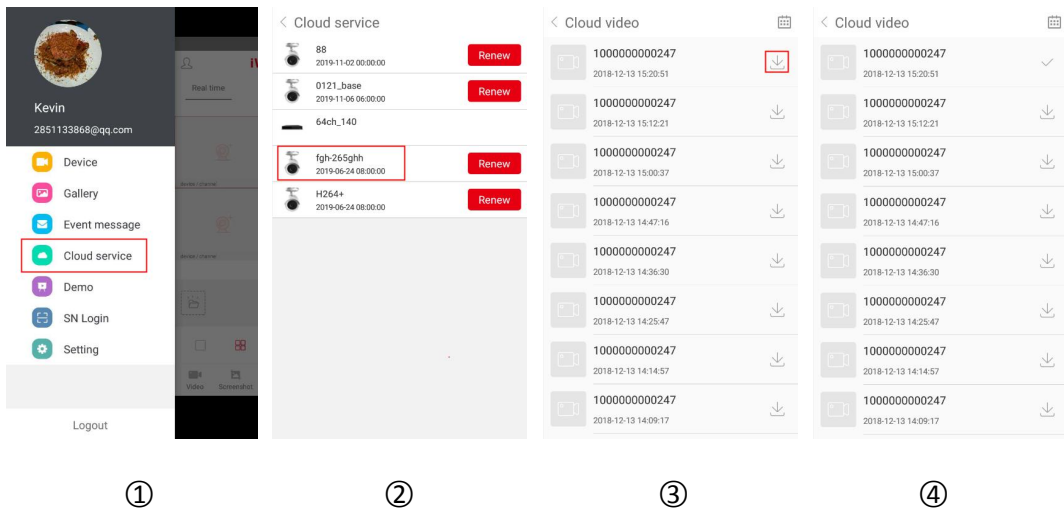 Kevin
2851133868@qq.com
Device
Gallery
Event message
Cloud service
Demo
SN Login
Setting
Logout
Real time
Video Screenshot
①
Cloud service
88
2019-11-02 00:00:00
Renew
0121_base
2019-11-06 06:00:00
Renew
64ch_140
fgh-265ghh
2019-06-24 08:00:00
Renew
H264+
2019-06-24 08:00:00
Renew
②
Cloud video
1000000000247
2018-12-13 15:20:51
1000000000247
2018-12-13 15:12:21
1000000000247
2018-12-13 15:00:37
1000000000247
2018-12-13 14:47:16
1000000000247
2018-12-13 14:36:30
1000000000247
2018-12-13 14:25:47
1000000000247
2018-12-13 14:14:57
1000000000247
2018-12-13 14:09:17
③
Cloud video
1000000000247
2018-12-13 15:20:51
1000000000247
2018-12-13 15:12:21
1000000000247
2018-12-13 15:00:37
1000000000247
2018-12-13 14:47:16
1000000000247
2018-12-13 14:36:30
1000000000247
2018-12-13 14:25:47
1000000000247
2018-12-13 14:14:57
1000000000247
2018-12-13 14:09:17
④